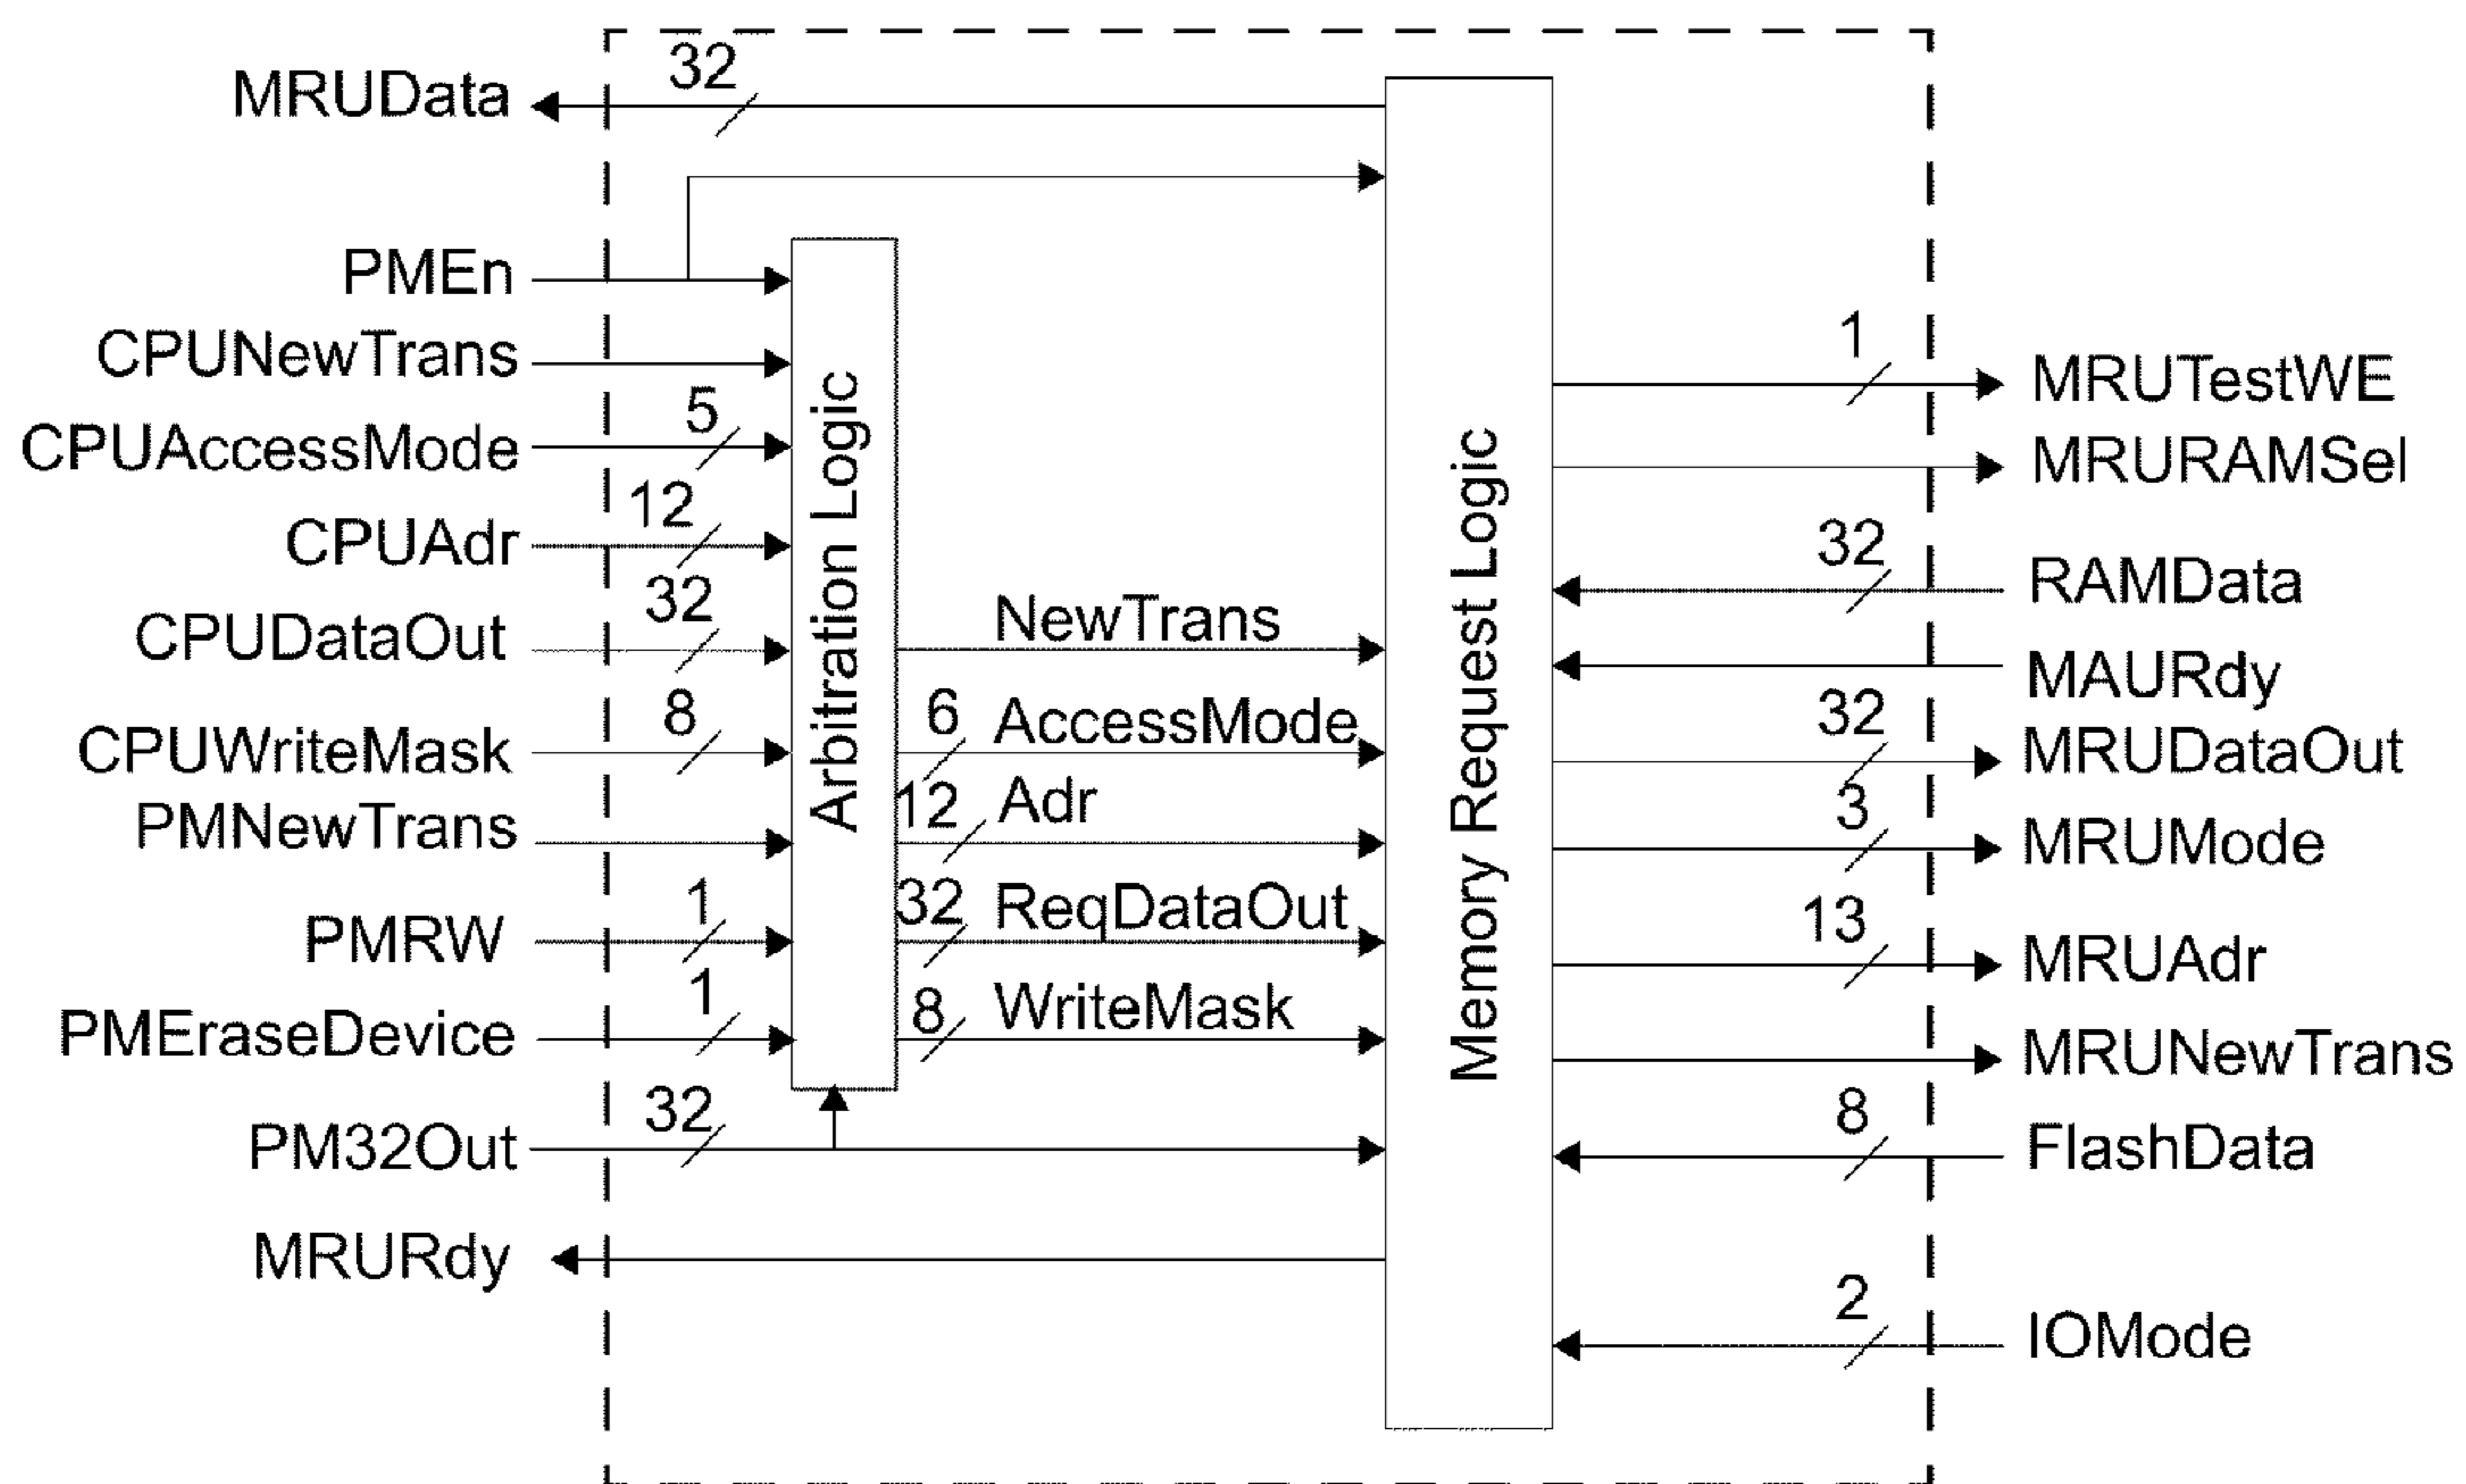 MRUData
32
PMEn
CPUNewTrans
CPUAccessMode
5
CPUAdr
12
CPUDataOut
32
CPUWriteMask
8
PMNewTrans
PMRW
1
PMEraseDevice
1
PM32Out
32
MRURdy
Arbitration Logic
NewTrans
6 AccessMode
12 Adr
32 ReqDataOut
8 WriteMask
Memory Request Logic
1
MRUTestWE
MRURAMSel
32
RAMData
MAURdy
32
MRUDataOut
3
MRUMode
13
MRUAdr
MRUNewTrans
8
FlashData
2
IOMode